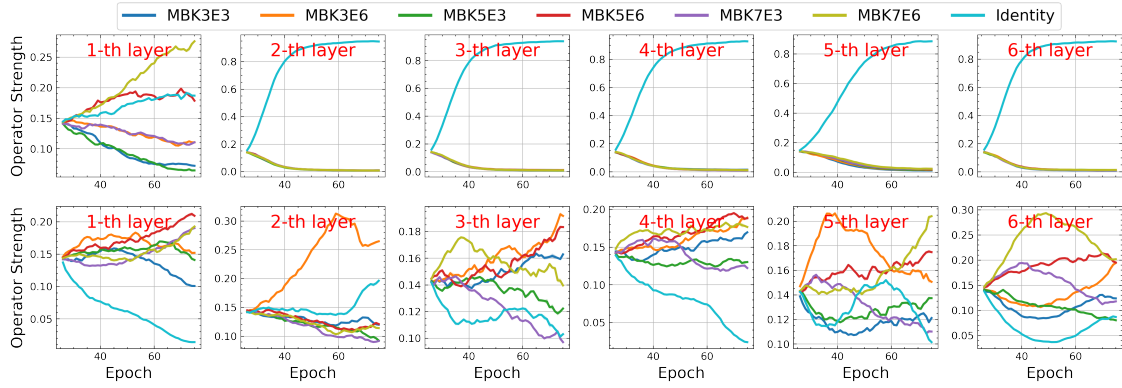 MBK3E3 MBK3E6 MBK5E3 MBK5E6 MBK7E3 MBK7E6 Identity
1-th layer 2-th layer 3-th layer 4-th layer 5-th layer 6-th layer
Operator Strength
0.25 0.20 0.15 0.10
0.8 0.6 0.4 0.2 0.0
0.8 0.6 0.4 0.2 0.0
0.8 0.6 0.4 0.2 0.0
0.8 0.6 0.4 0.2 0.0
0.8 0.6 0.4 0.2 0.0
40 60 40 60 40 60 40 60 40 60 40 60
1-th layer 2-th layer 3-th layer 4-th layer 5-th layer 6-th layer
Operator Strength
0.20 0.15 0.10 0.05
0.30 0.25 0.20 0.15 0.10
0.18 0.16 0.14 0.12 0.10
0.20 0.15 0.10 0.05
0.20 0.18 0.16 0.14 0.12 0.10
0.30 0.25 0.20 0.15 0.10 0.05
40 60 40 60 40 60 40 60 40 60 40 60
Epoch Epoch Epoch Epoch Epoch Epoch